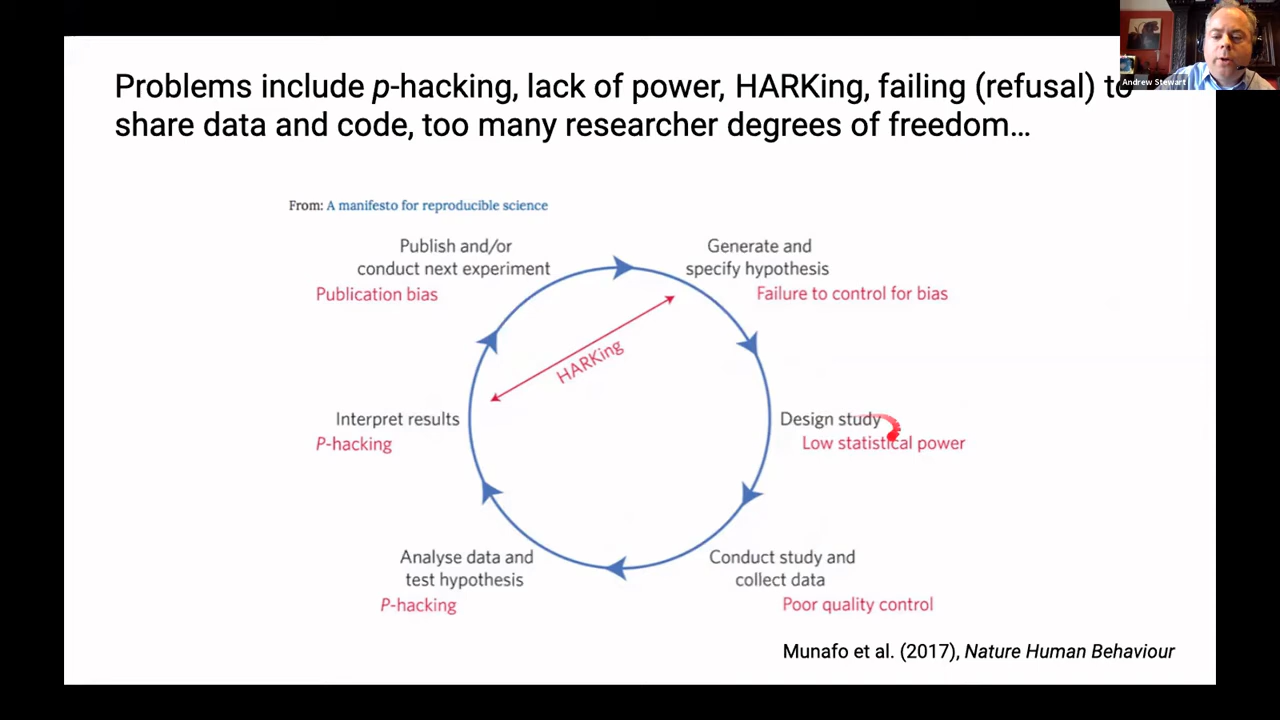 Problems include p-hacking, lack of power, HARKing, failing (refusal) to
share data and code, too many researcher degrees of freedom…
Andrew Stewart
From: A manifesto for reproducible science
Publish and/or
conduct next experiment
Publication bias
Generate and
specify hypothesis
Failure to control for bias
HARKing
Interpret results
P-hacking
Design study
Low statistical power
Analyse data and
test hypothesis
P-hacking
Conduct study and
collect data
Poor quality control
Munafo et al. (2017), Nature Human Behaviour